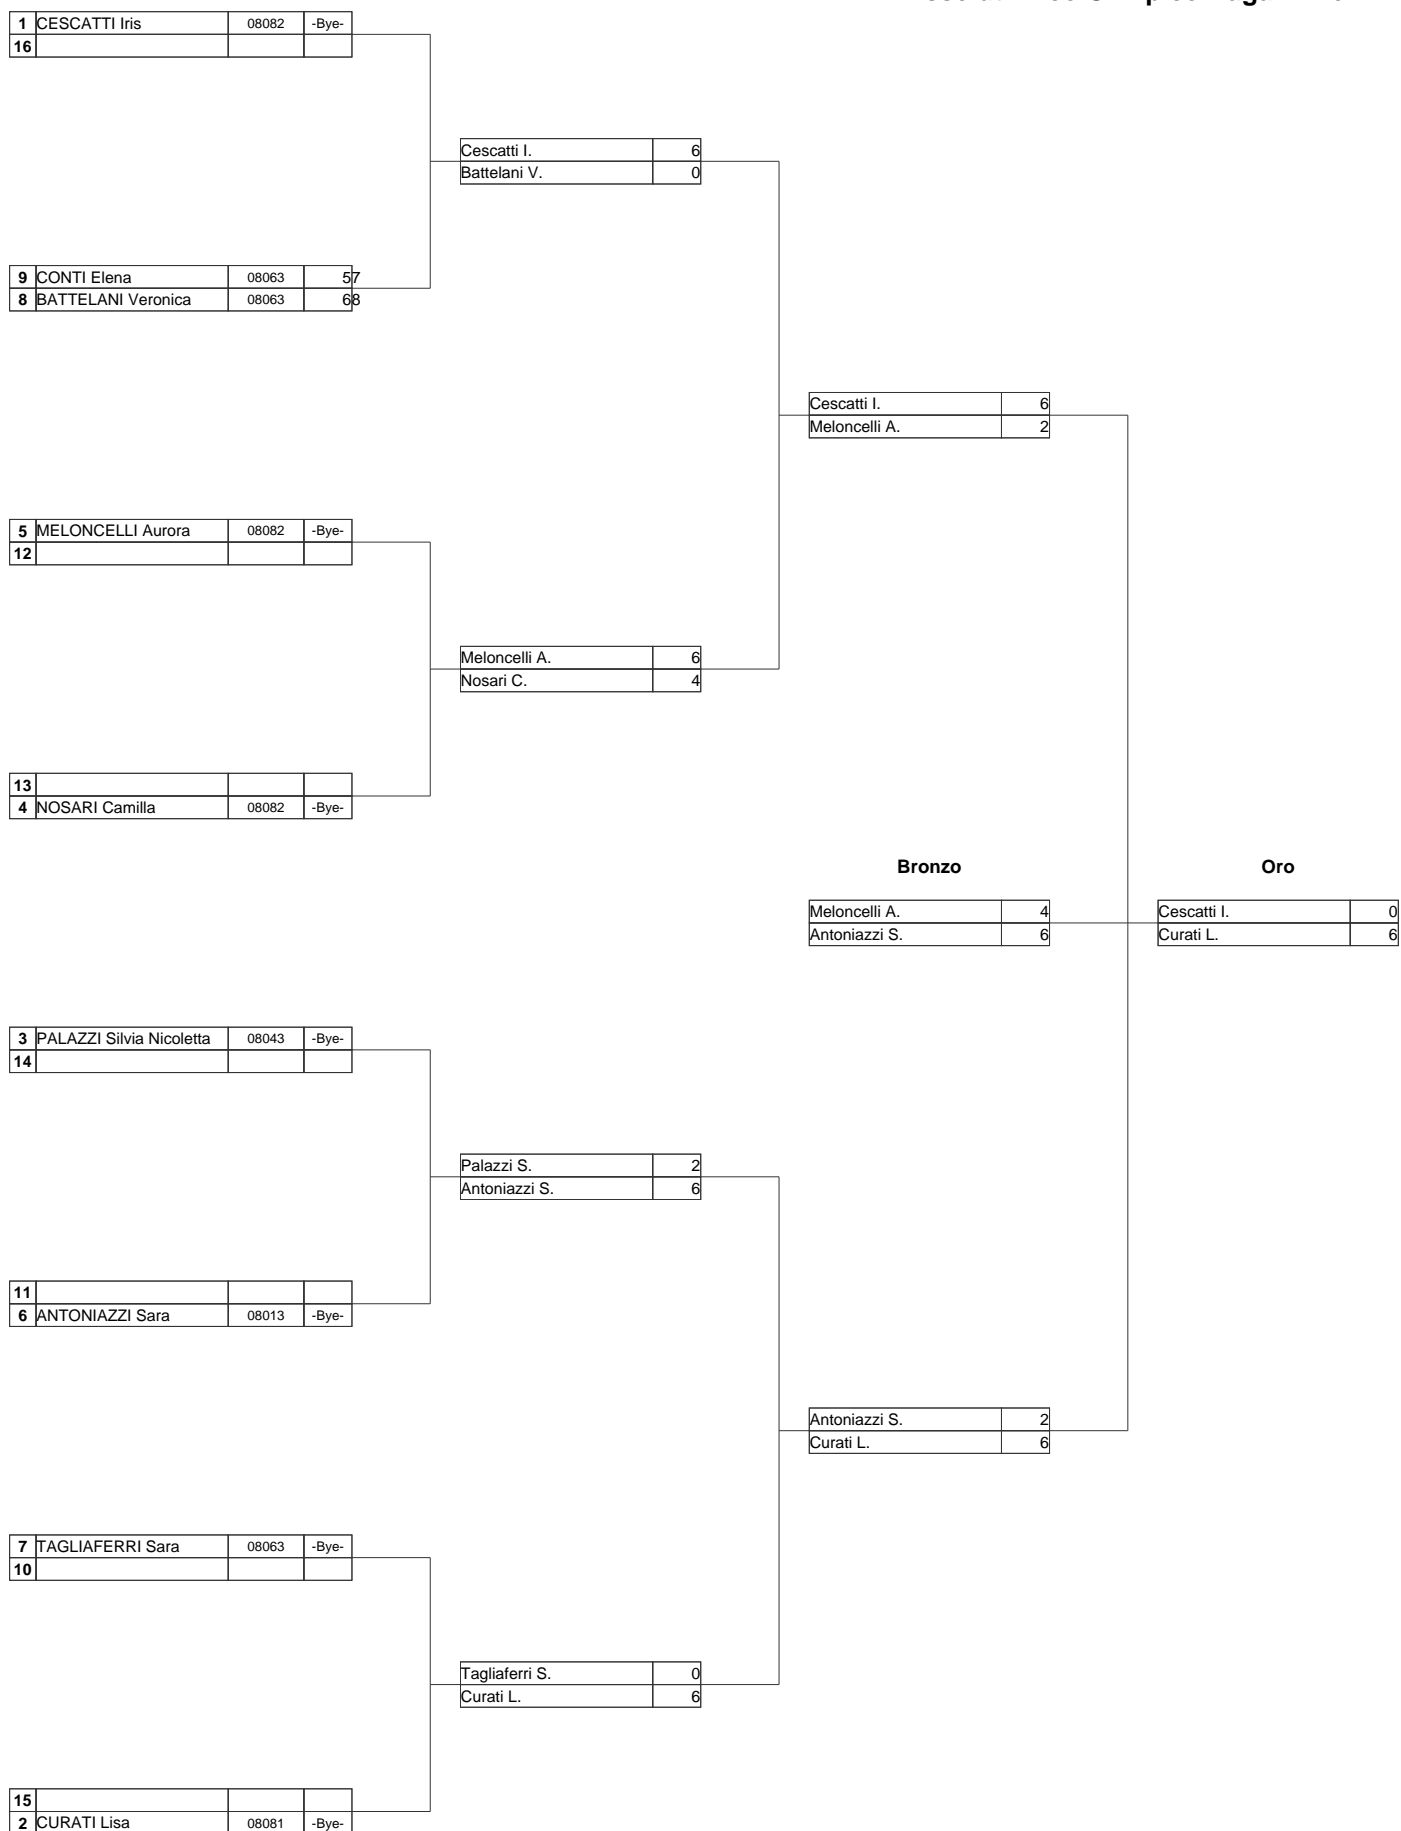 1 CESCATTI Iris 08082 -Bye-
16
Cescatti I. 6
Battelani V. 0
9 CONTI Elena 08063 57
8 BATTELANI Veronica 08063 68
Cescatti I. 6
Meloncelli A. 2
5 MELONCELLI Aurora 08082 -Bye-
12
Meloncelli A. 6
Nosari C. 4
13
4 NOSARI Camilla 08082 -Bye-
Bronzo
Oro
Meloncelli A. 4
Antoniazzi S. 6
Cescatti I. 0
Curati L. 6
3 PALAZZI Silvia Nicoletta 08043 -Bye-
14
Palazzi S. 2
Antoniazzi S. 6
11
6 ANTONIAZZI Sara 08013 -Bye-
Antoniazzi S. 2
Curati L. 6
7 TAGLIAFERRI Sara 08063 -Bye-
10
Tagliaferri S. 0
Curati L. 6
15
2 CURATI Lisa 08081 -Bye-